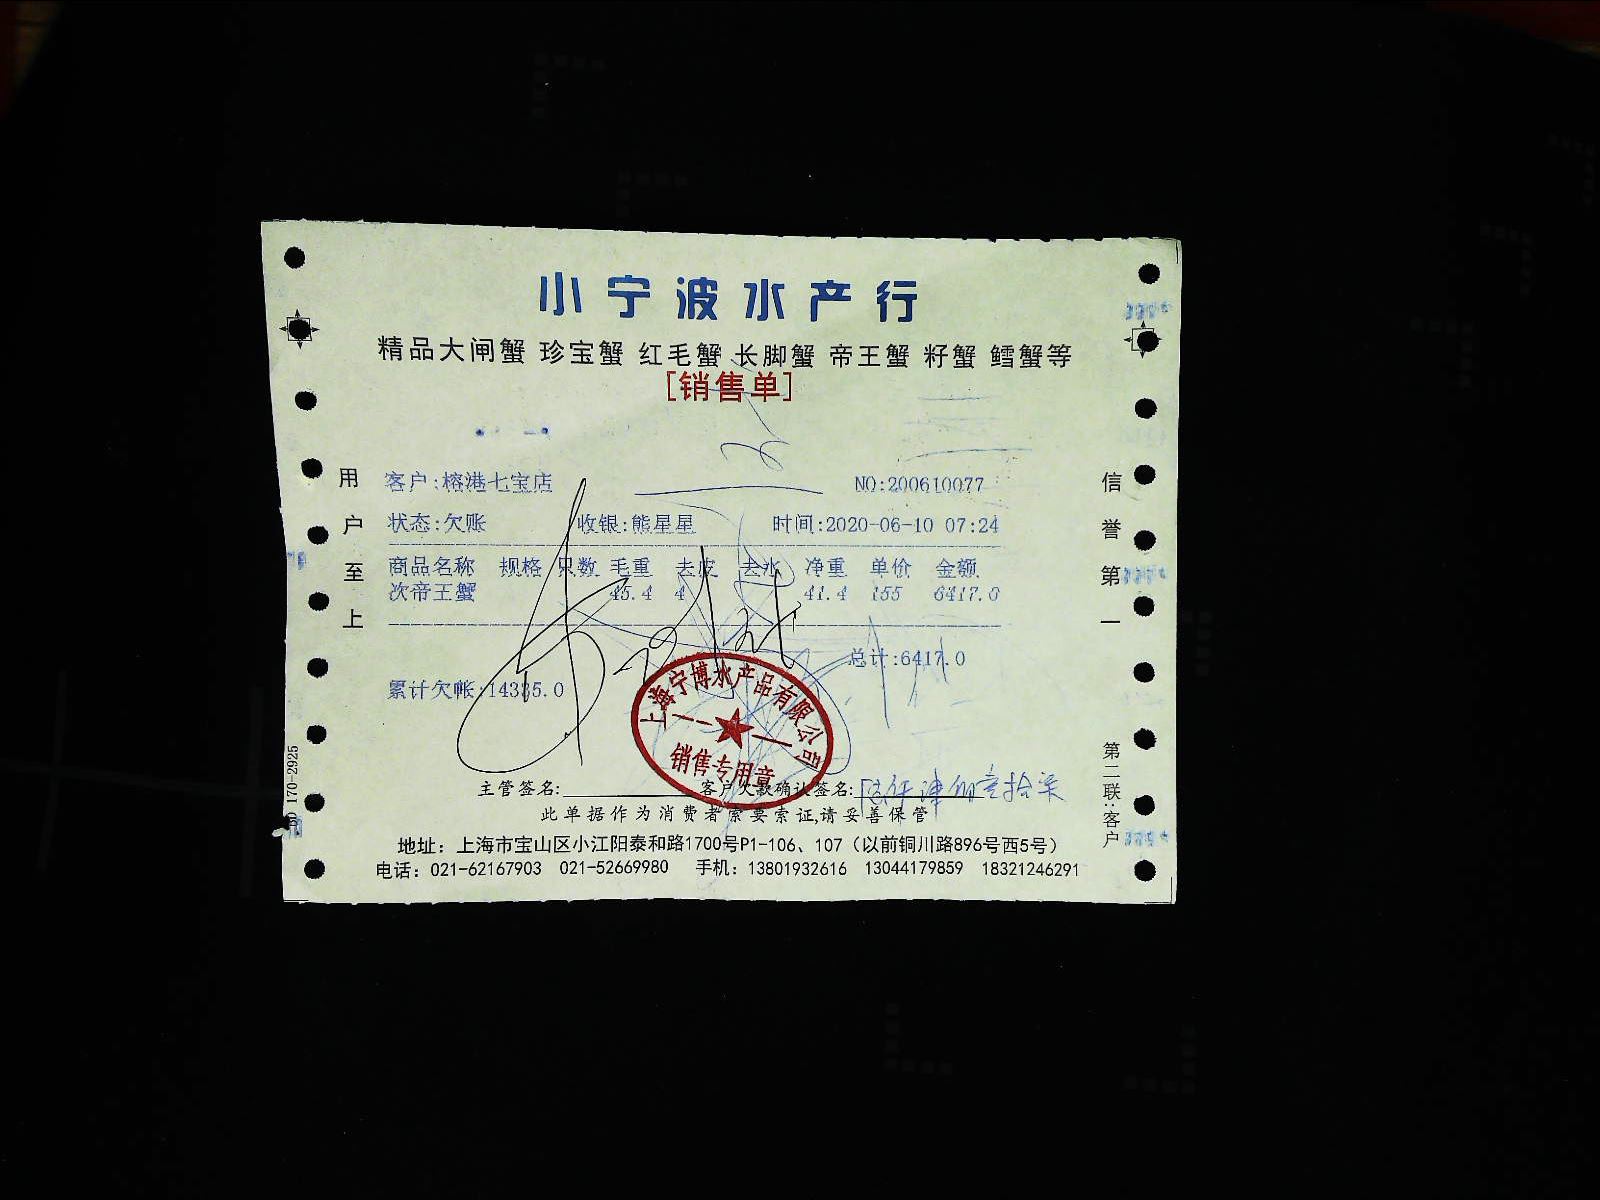 小宁波水产行
精品大闸蟹 珍宝蟹 红毛蟹 长脚蟹 帝王蟹 籽蟹 鳕蟹等
[销售单]
用户至上
信誉第一
客户:榕港七宝店 NO:200610077
状态:欠账 收银:熊星星 时间:2020-06-10 07:24
商品名称 规格 只数 毛重 去皮 去水 净重 单价 金额
次帝王蟹 45.4 4 41.4 155 6417.0
总计:6417.0
累计欠帐:14335.0
上海宁博水产品有限公司
销售专用章
主管签名: 客户欠款确认签名:
此单据作为消费者索要索证,请妥善保管
地址：上海市宝山区小江阳泰和路1700号P1-106、107（以前铜川路896号西5号）
电话：021-62167903 021-52669980 手机：13801932616 13044179859 18321246291
第二联:客户
170-2925